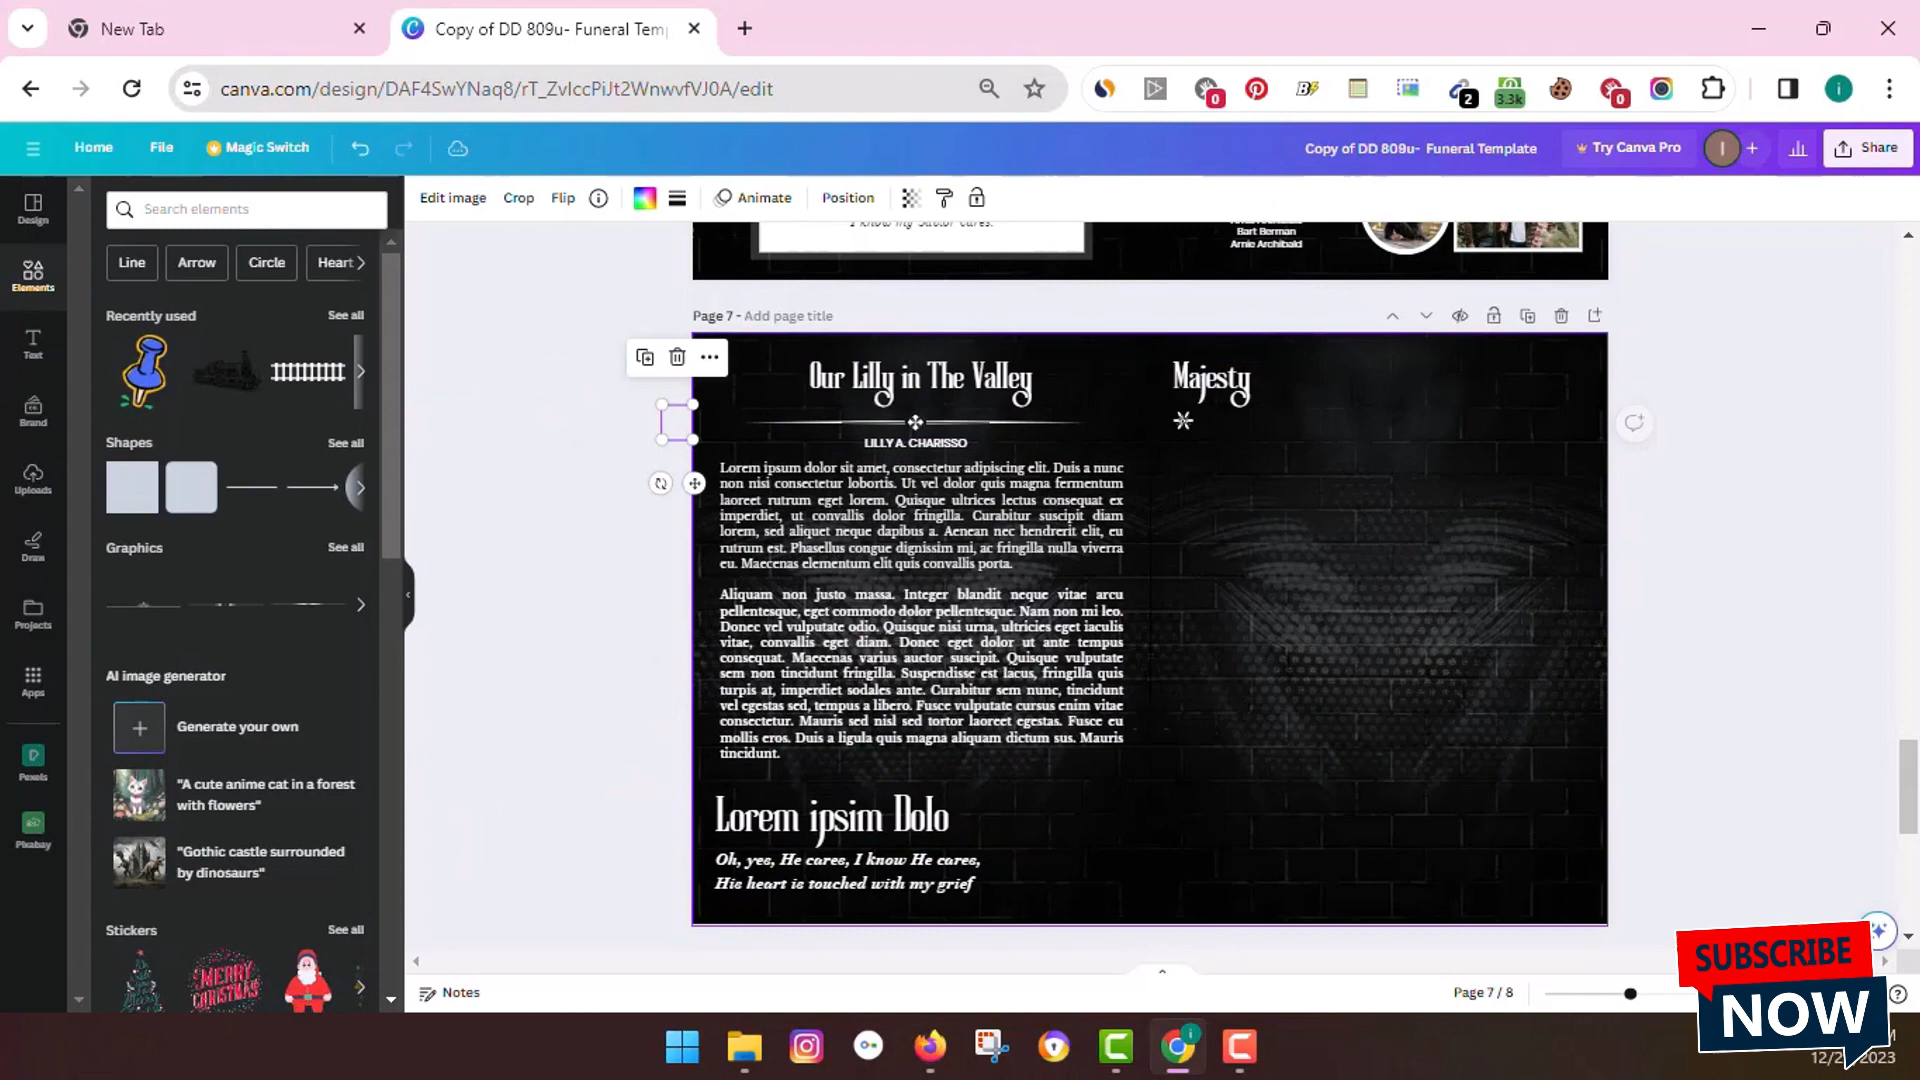 New Tab
Copy of DD 809u- Funeral Tem
canva.com/design/DAF4SwYNaq8/rT_ZvIccPiJt2WnwvfVJ0A/edit
0
2
3.3k
0
i
Home
File
Magic Switch
Copy of DD 809u- Funeral Template
Try Canva Pro
I
Share
Design
Elements
Text
Brand
Uploads
Draw
Projects
Apps
Pexels
Pixabay
Search elements
Line
Arrow
Circle
Heart
Recently used
See all
Shapes
See all
Graphics
See all
AI image generator
Generate your own
"A cute anime cat in a forest
with flowers"
"Gothic castle surrounded
by dinosaurs"
Stickers
See all
MERRY
CHRISTMAS
Edit image
Crop
Flip
Animate
Position
I know my Savior cares.
Bart Berman
Arnie Archibald
Page 7 - Add page title
Our Lilly in The Valley
LILLY A. CHARISSO
Lorem ipsum dolor sit amet, consectetur adipiscing elit. Duis a nunc
non nisi consectetur lobortis. Ut vel dolor quis magna fermentum
laoreet rutrum eget lorem. Quisque ultrices lectus consequat ex
imperdiet, ut convallis dolor fringilla. Curabitur suscipit diam
lorem, sed aliquet neque dapibus a. Aenean nec hendrerit elit, eu
rutrum est. Phasellus congue dignissim mi, ac fringilla nulla viverra
eu. Maecenas elementum elit quis convallis porta.
Aliquam non justo massa. Integer blandit neque vitae arcu
pellentesque, eget commodo dolor pellentesque. Nam non mi leo.
Donec vel vulputate odio. Quisque nisi urna, ultricies eget iaculis
vitae, convallis eget diam. Donec eget dolor ut ante tempus
consequat. Maecenas varius auctor suscipit. Quisque vulputate
sem non tincidunt fringilla. Suspendisse est lacus, fringilla quis
turpis at, imperdiet sodales ante. Curabitur sem nunc, tincidunt
vel egestas sed, tempus a libero. Fusce vulputate cursus enim vitae
consectetur. Mauris sed nisl sed tortor laoreet egestas. Fusce eu
mollis eros. Duis a ligula quis magna aliquam dictum sus. Mauris
tincidunt.
Lorem ipsim Dolo
Oh, yes, He cares, I know He cares,
His heart is touched with my grief
Majesty
Notes
Page 7 / 8
SUBSCRIBE
NOW